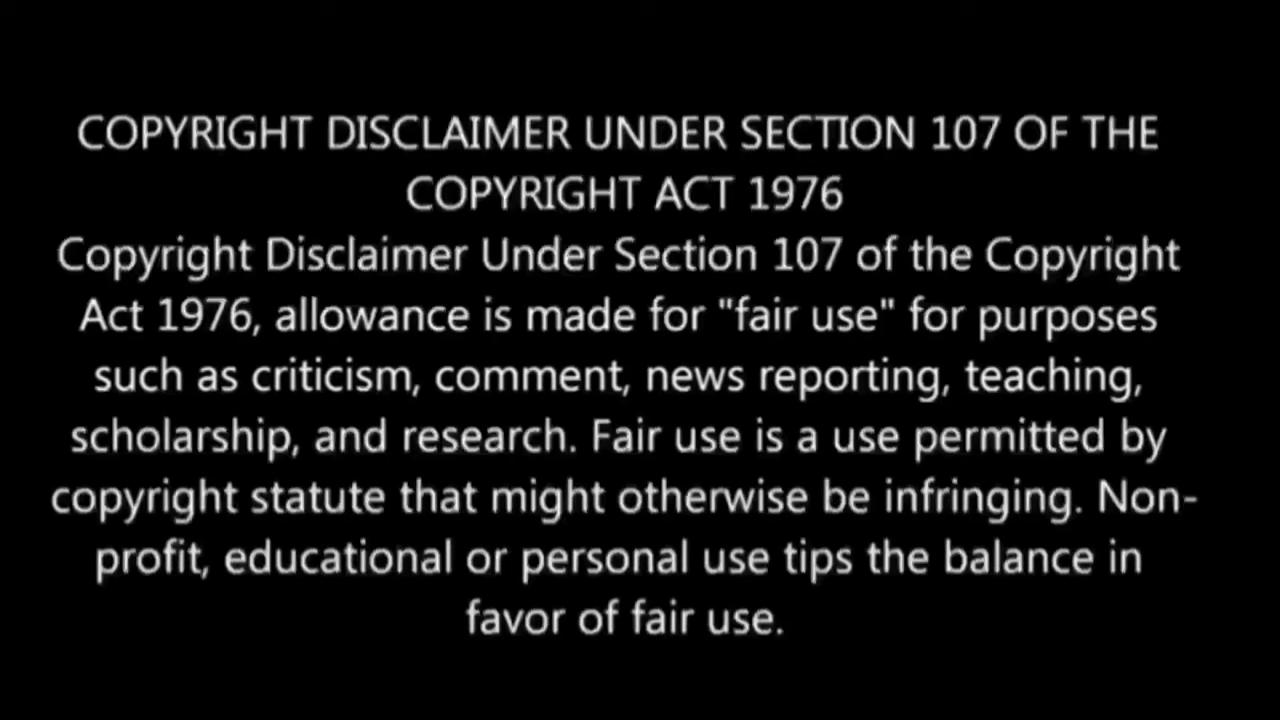 COPYRIGHT DISCLAIMER UNDER SECTION 107 OF THE
COPYRIGHT ACT 1976
Copyright Disclaimer Under Section 107 of the Copyright
Act 1976, allowance is made for "fair use" for purposes
such as criticism, comment, news reporting, teaching,
scholarship, and research. Fair use is a use permitted by
copyright statute that might otherwise be infringing. Non-
profit, educational or personal use tips the balance in
favor of fair use.